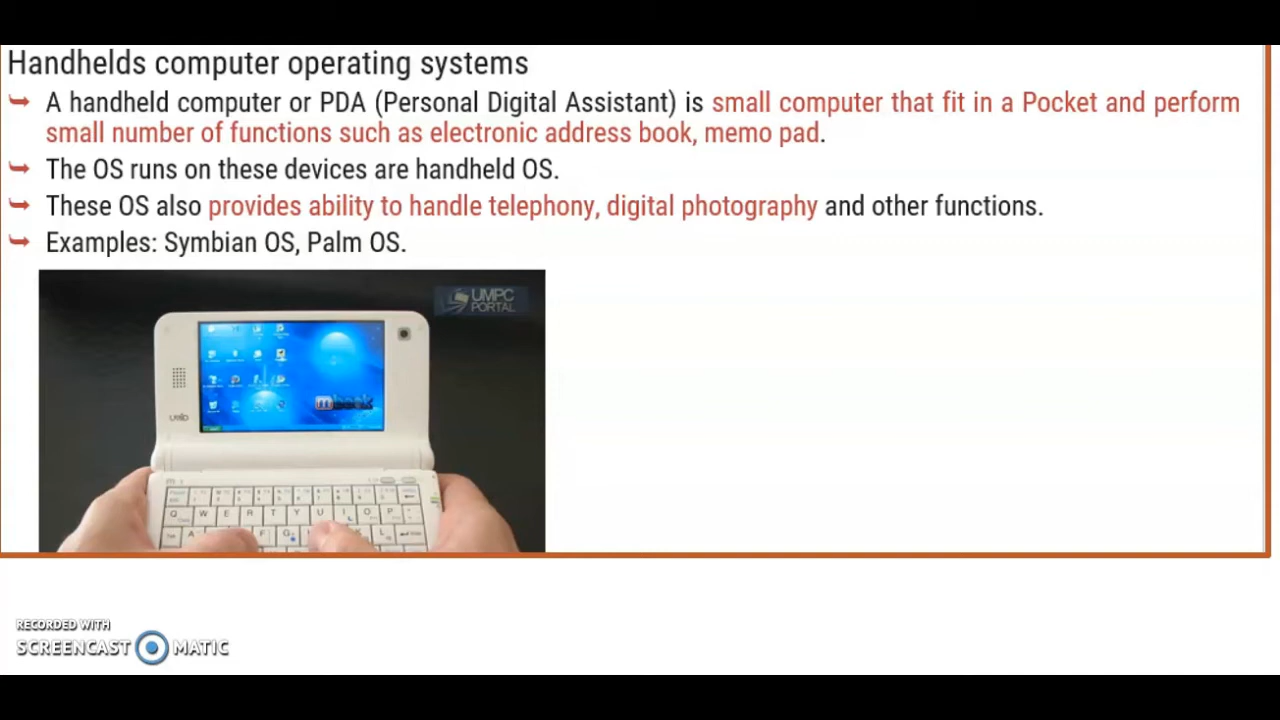 Handhelds computer operating systems
A handheld computer or PDA (Personal Digital Assistant) is small computer that fit in a Pocket and perform
small number of functions such as electronic address book, memo pad.
The OS runs on these devices are handheld OS.
These OS also provides ability to handle telephony, digital photography and other functions.
Examples: Symbian OS, Palm OS.
UMPC
PORTAL
mbook
Q W E R T Y U I O P
RECORDED WITH
SCREENCAST MATIC